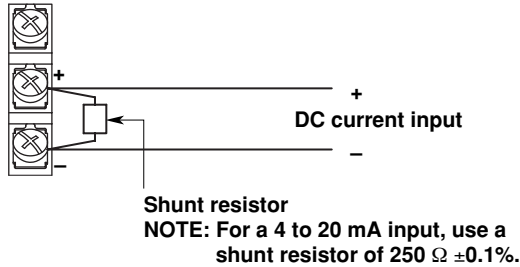 +
+
DC current input
–
–
Shunt resistor
NOTE: For a 4 to 20 mA input, use a
shunt resistor of 250 Ω ±0.1%.